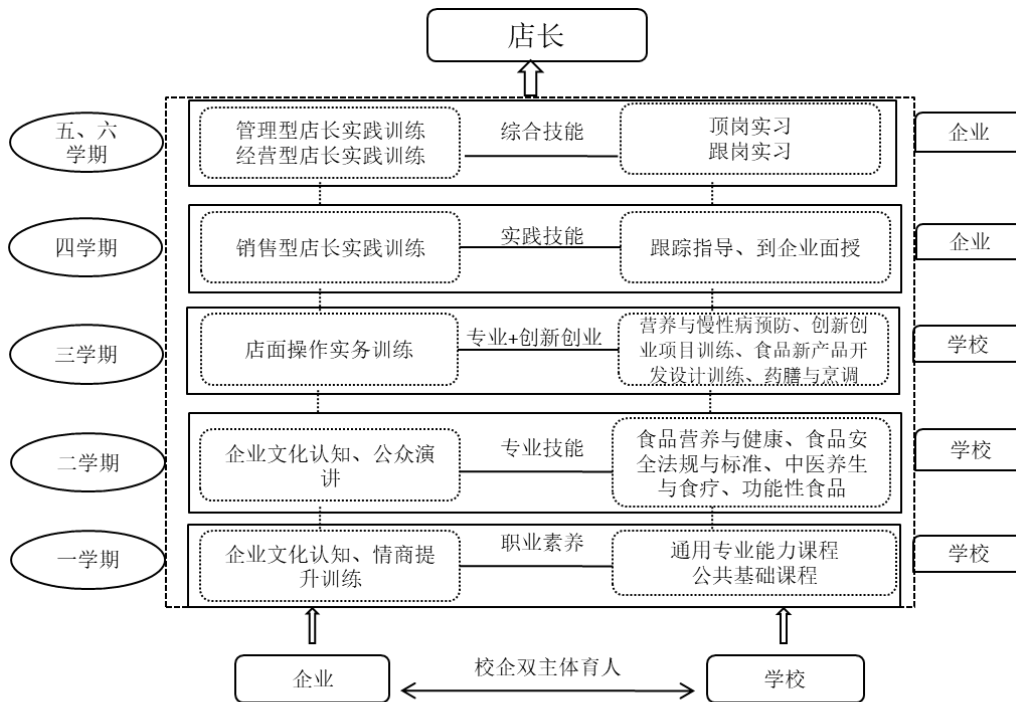 店长
五、六
学期
管理型店长实践训练
经营型店长实践训练
综合技能
顶岗实习
跟岗实习
企业
四学期
销售型店长实践训练
实践技能
跟踪指导、到企业面授
企业
三学期
店面操作实务训练
专业+创新创业
营养与慢性病预防、创新创
业项目训练、食品新产品开
发设计训练、药膳与烹调
学校
二学期
企业文化认知、公众演
讲
专业技能
食品营养与健康、食品安
全法规与标准、中医养生
与食疗、功能性食品
学校
一学期
企业文化认知、情商提
升训练
职业素养
通用专业能力课程
公共基础课程
学校
企业
校企双主体育人
学校